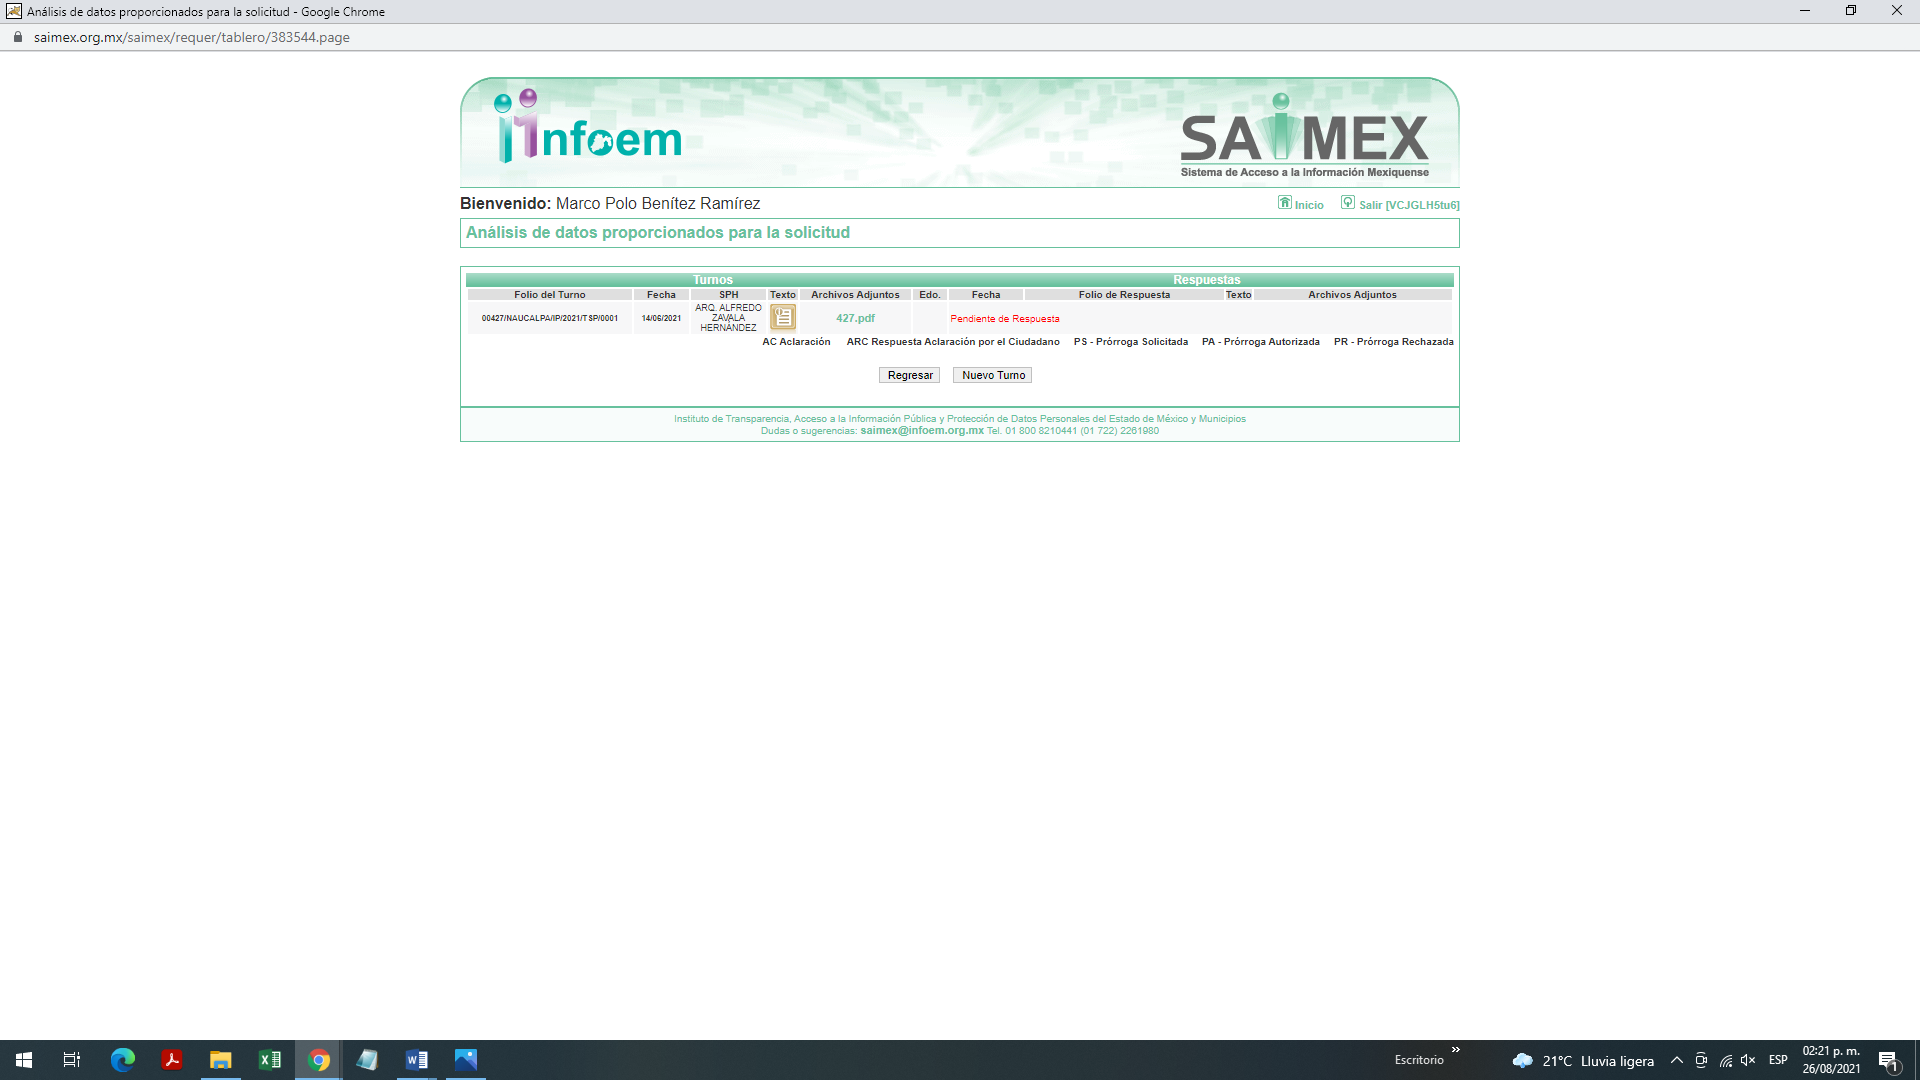 Análisis de datos proporcionados para la solicitud - Google Chrome
saimex.org.mx/saimex/requer/tablero/383544.page
infoem
SAIMEX
Sistema de Acceso a la Información Mexiquense
Bienvenido: Marco Polo Benítez Ramírez
Inicio Salir [VCJGLH5tu6]
Análisis de datos proporcionados para la solicitud
Turnos Respuestas
Folio del Turno Fecha SPH Texto Archivos Adjuntos Edo. Fecha Folio de Respuesta Texto Archivos Adjuntos
00427/NAUCALPA/IP/2021/TSP/0001 14/06/2021 ARQ. ALFREDO ZAVALA HERNÁNDEZ 427.pdf Pendiente de Respuesta
AC Aclaración ARC Respuesta Aclaración por el Ciudadano PS - Prórroga Solicitada PA - Prórroga Autorizada PR - Prórroga Rechazada
Regresar Nuevo Turno
Instituto de Transparencia, Acceso a la Información Pública y Protección de Datos Personales del Estado de México y Municipios
Dudas o sugerencias: saimex@infoem.org.mx Tel. 01 800 8210441 (01 722) 2261980
Escritorio » 21°C Lluvia ligera ESP 02:21 p. m.
26/08/2021 1